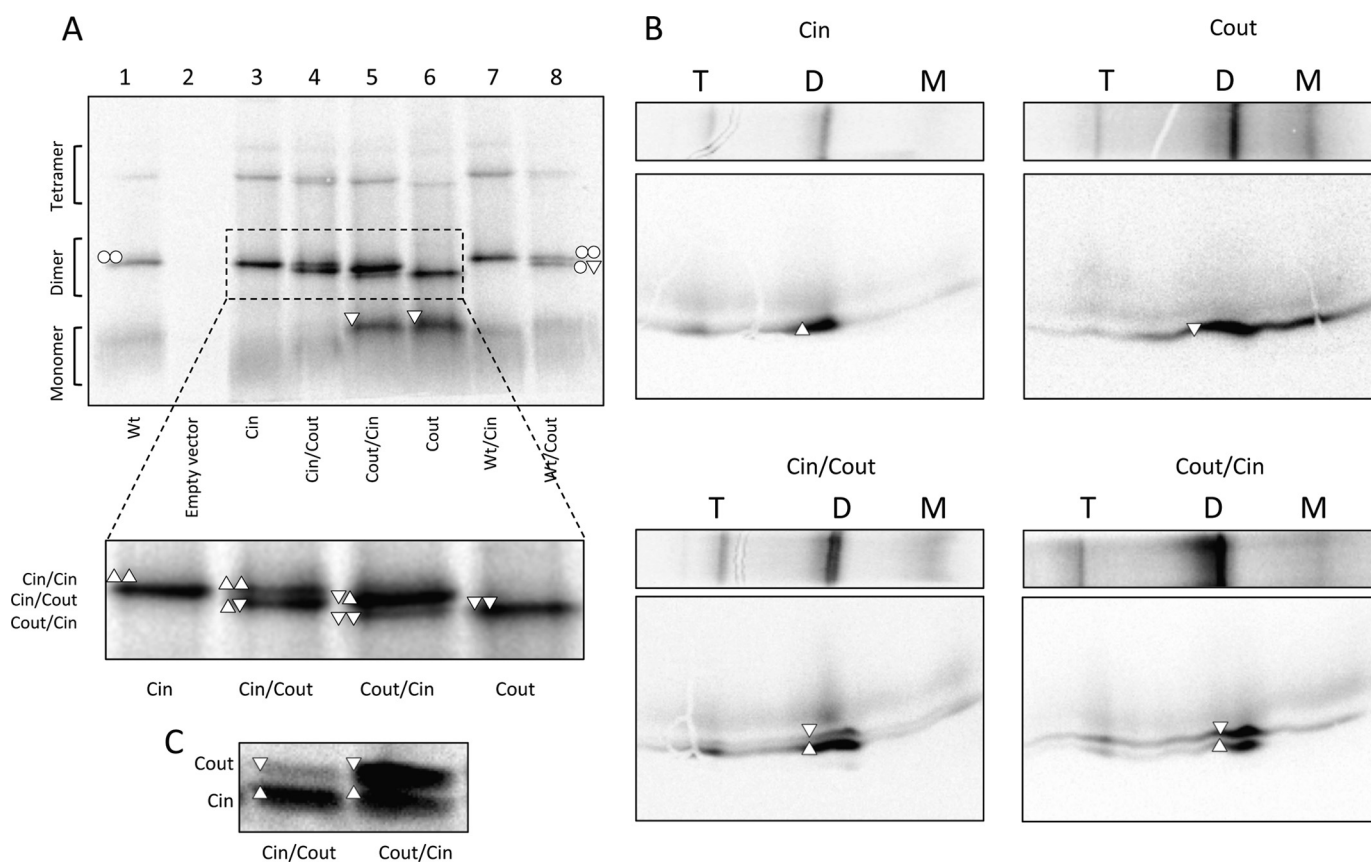 A
1 2 3 4 5 6 7 8
Tetramer
Dimer
Monomer
Wt
Empty vector
Cin
Cin/Cout
Cout/Cin
Cout
Wt/Cin
Wt/Cout
Cin/Cin
Cin/Cout
Cout/Cin
Cin Cin/Cout Cout/Cin Cout
C
Cout
Cin
Cin/Cout Cout/Cin
B
Cin
T D M
Cout
T D M
Cin/Cout
T D M
Cout/Cin
T D M